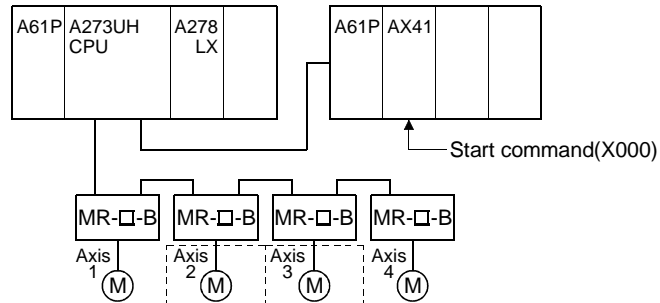 A61P A273UH CPU A278 LX
A61P AX41
Start command(X000)
MR-□-B MR-□-B MR-□-B MR-□-B
Axis 1 Axis 2 Axis 3 Axis 4
M M M M